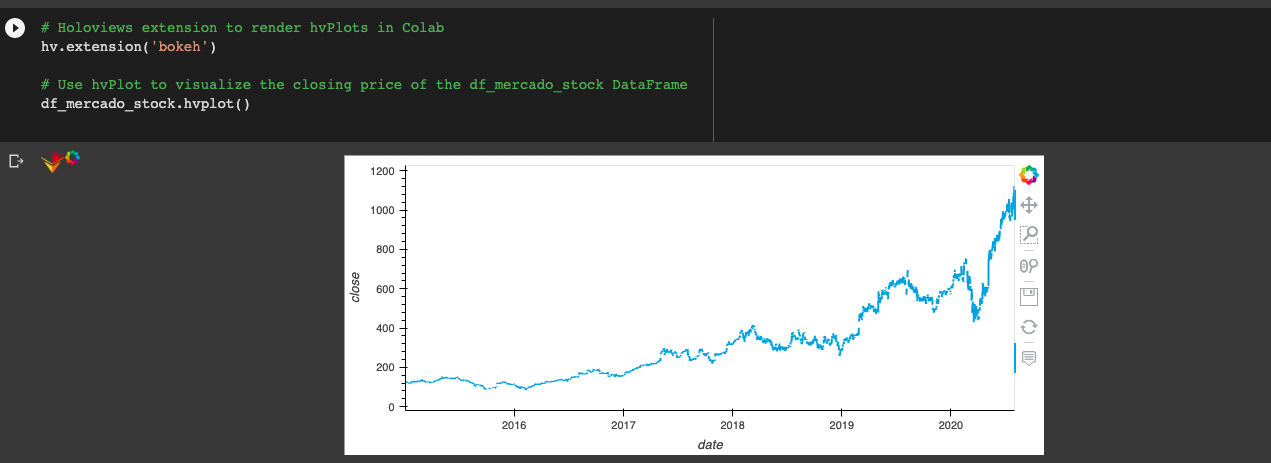 # Holoviews extension to render hvPlots in Colab
hv.extension('bokeh')
# Use hvPlot to visualize the closing price of the df_mercado_stock DataFrame
df_mercado_stock.hvplot()
1200
1000
800
600
400
200
0
close
2016 2017 2018 2019 2020
date